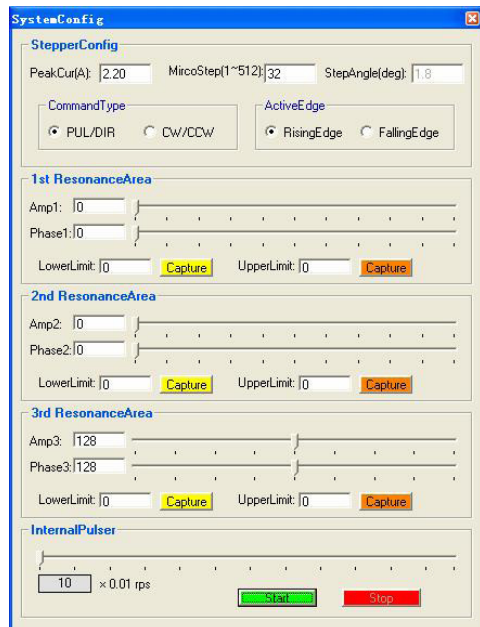 SystemConfig
StepperConfig
PeakCur(A): 2.20 MircoStep(1~512): 32 StepAngle(deg): 1.8
CommandType ActiveEdge
PUL/DIR CW/CCW RisingEdge FallingEdge
1st ResonanceArea
Amp1: 0
Phase1: 0
LowerLimit: 0 Capture UpperLimit: 0 Capture
2nd ResonanceArea
Amp2: 0
Phase2: 0
LowerLimit: 0 Capture UpperLimit: 0 Capture
3rd ResonanceArea
Amp3: 128
Phase3: 128
LowerLimit: 0 Capture UpperLimit: 0 Capture
InternalPulser
10 × 0.01 rps
Start Stop